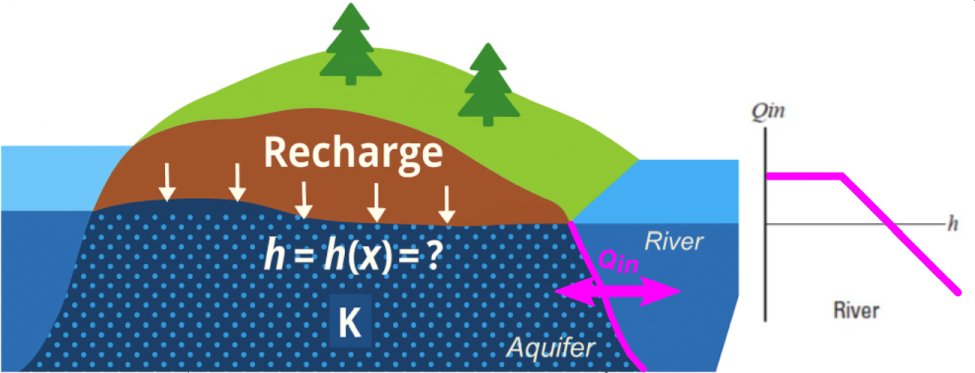 Recharge
h = h(x) = ?
K
Aquifer
River
Qin
Qin
h
River